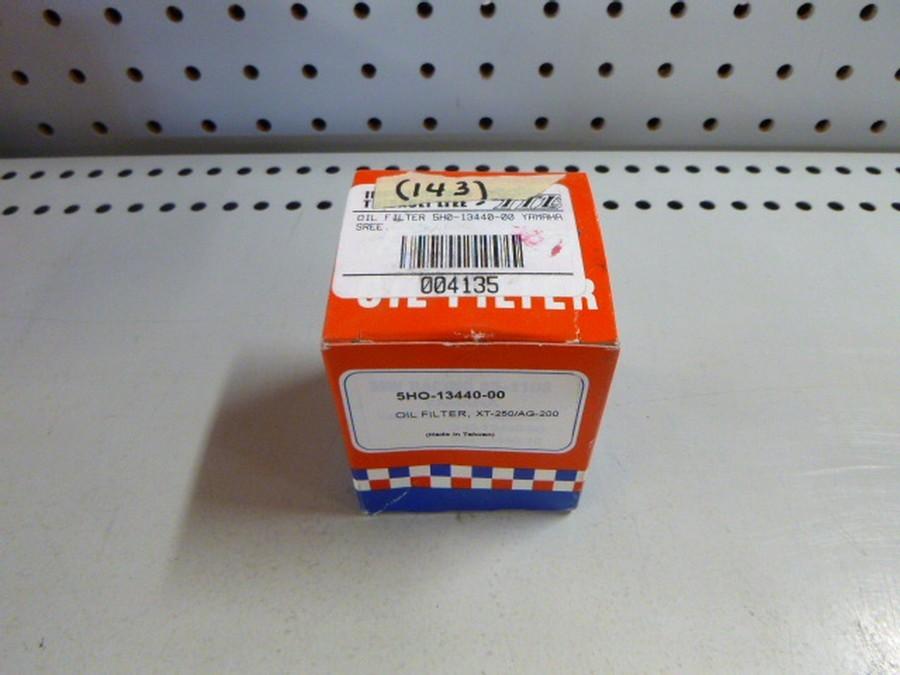 (143)
OIL FILTER 5H0-13440-00 YAMAHA
SREE
004135
OIL FILTER
5HO-13440-00
OIL FILTER, XT-250/AG-200
(Made in Taiwan)